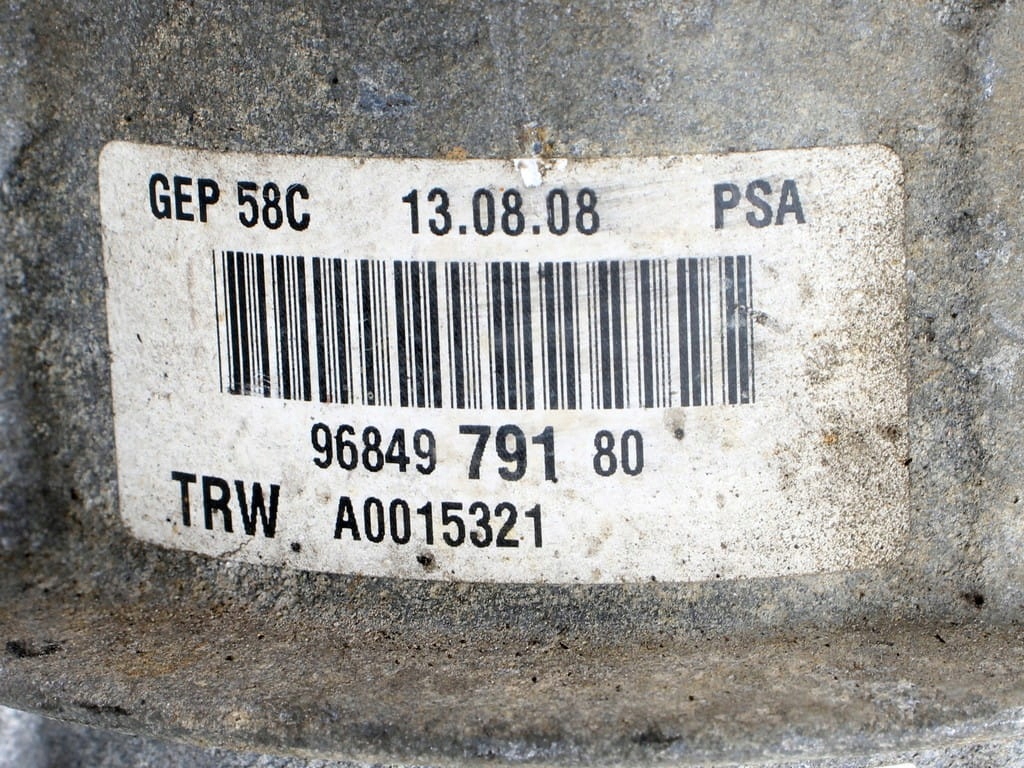 GEP 58C 13.08.08 PSA
96849 791 80
TRW A0015321